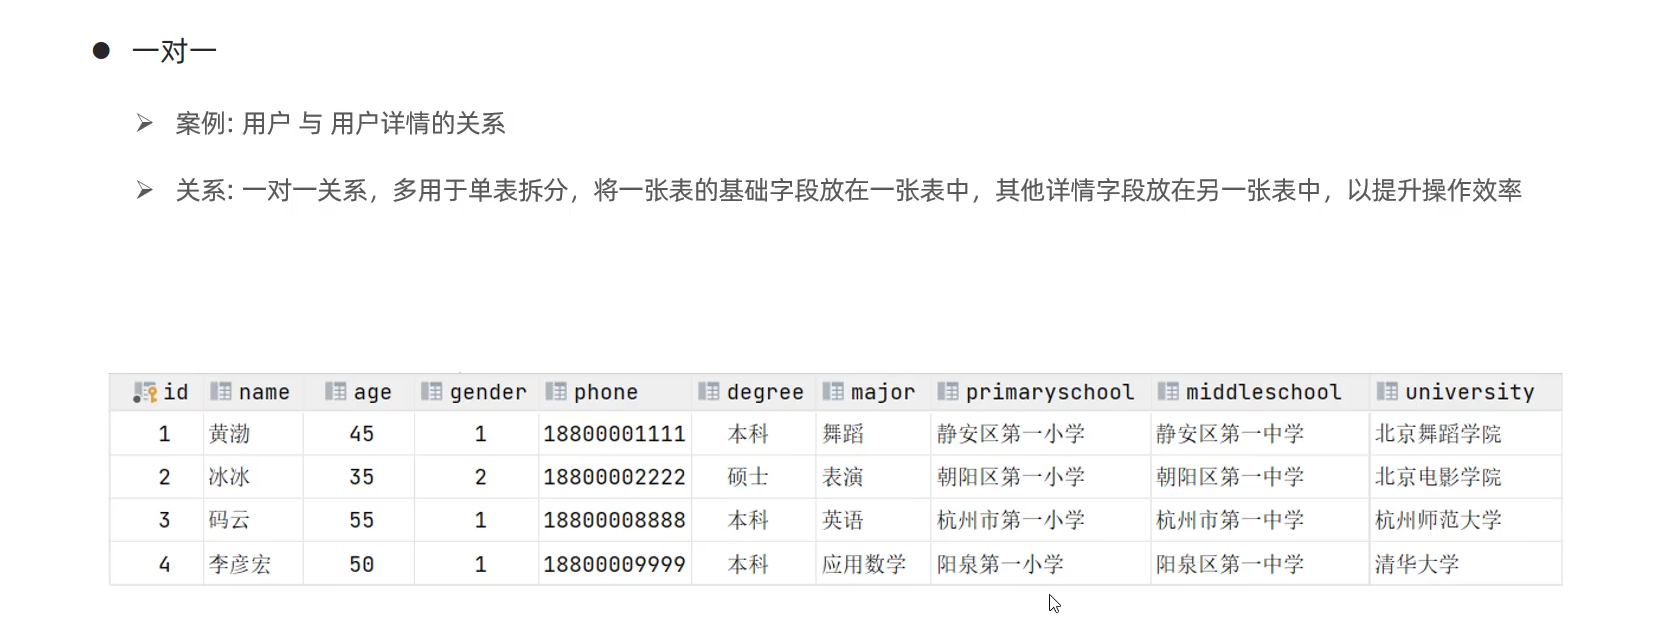 ● 一对一
➢ 案例: 用户 与 用户详情的关系
➢ 关系: 一对一关系，多用于单表拆分，将一张表的基础字段放在一张表中，其他详情字段放在另一张表中，以提升操作效率
id name age gender phone degree major primaryschool middleschool university
1 黄渤 45 1 18800001111 本科 舞蹈 静安区第一小学 静安区第一中学 北京舞蹈学院
2 冰冰 35 2 18800002222 硕士 表演 朝阳区第一小学 朝阳区第一中学 北京电影学院
3 码云 55 1 18800008888 本科 英语 杭州市第一小学 杭州市第一中学 杭州师范大学
4 李彦宏 50 1 18800009999 本科 应用数学 阳泉第一小学 阳泉区第一中学 清华大学